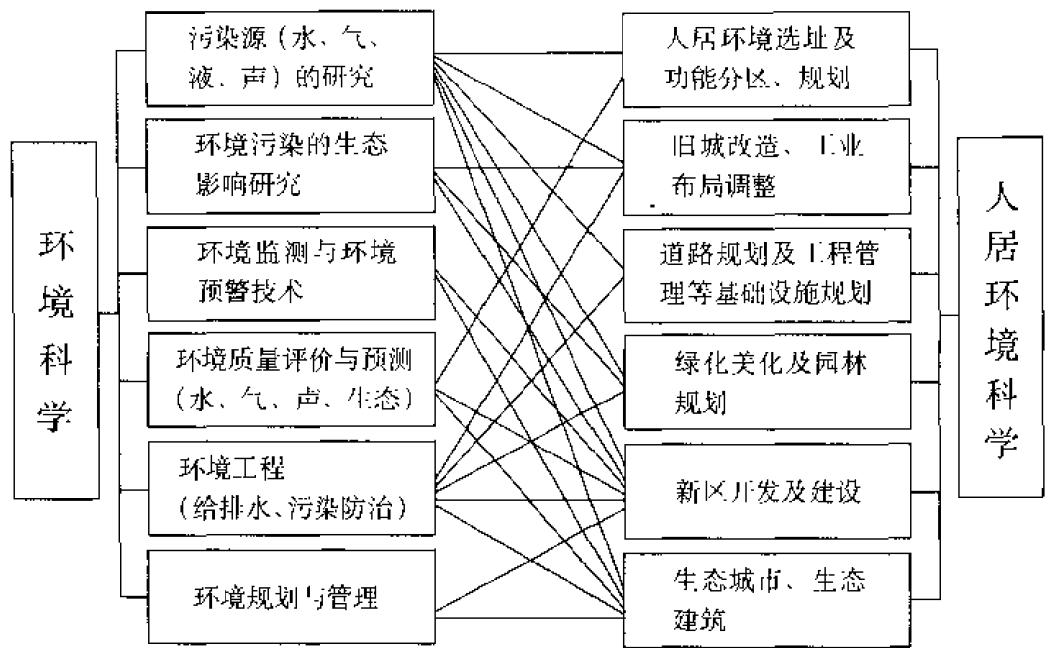 环境科学
污染源（水、气、
液、声）的研究
环境污染的生态
影响研究
环境监测与环境
预警技术
环境质量评价与预测
（水、气、声、生态）
环境工程
（给排水、污染防治）
环境规划与管理
人居环境选址及
功能分区、规划
旧城改造、工业
布局调整
道路规划及工程管
理等基础设施规划
绿化美化及园林
规划
新区开发及建设
生态城市、生态
建筑
人居环境科学